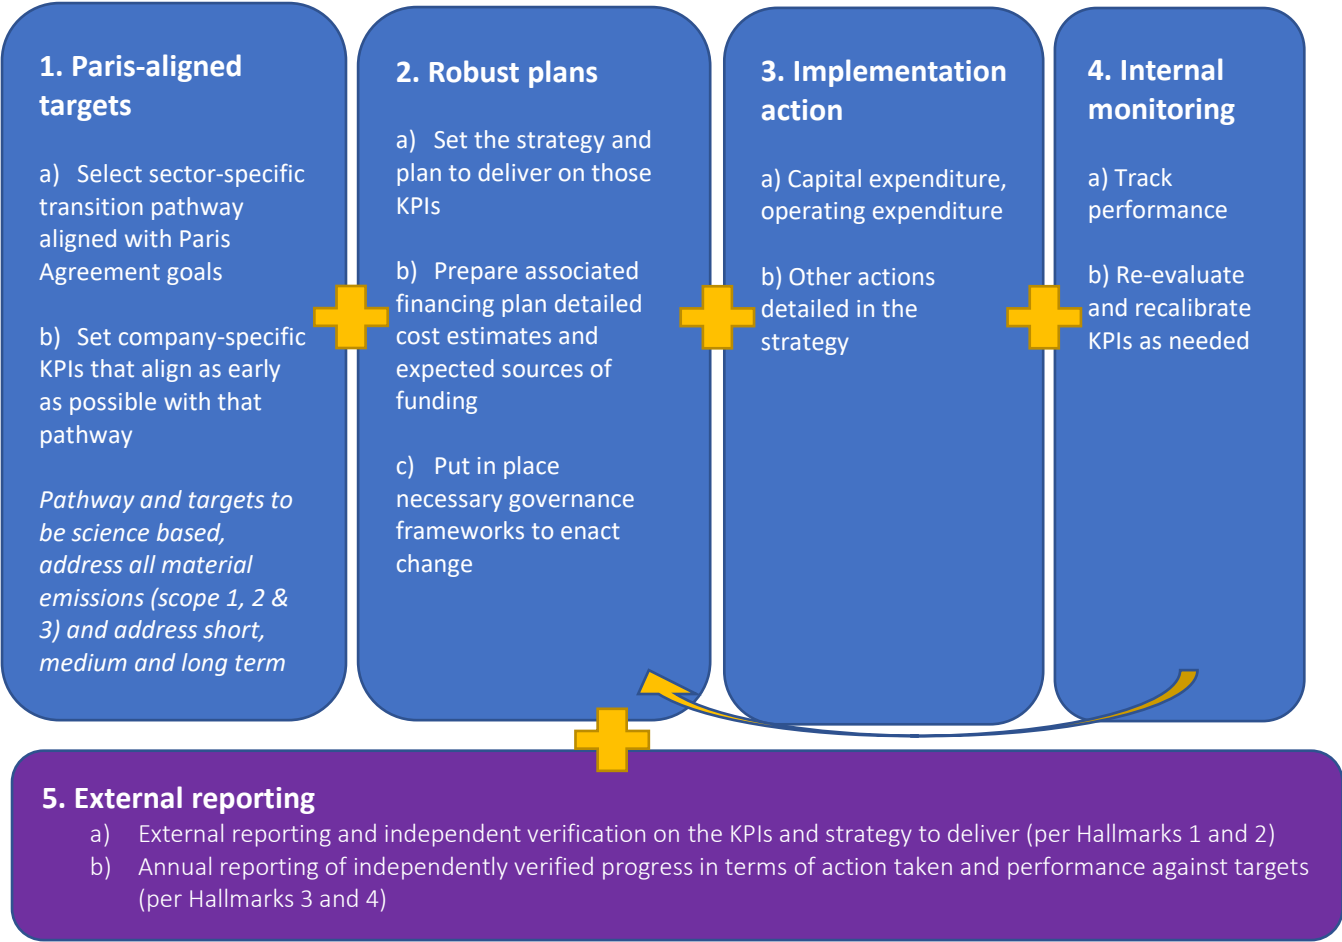 1. Paris-aligned
targets
a) Select sector-specific
transition pathway
aligned with Paris
Agreement goals
b) Set company-specific
KPIs that align as early
as possible with that
pathway
Pathway and targets to
be science based,
address all material
emissions (scope 1, 2 &
3) and address short,
medium and long term
2. Robust plans
a) Set the strategy and
plan to deliver on those
KPIs
b) Prepare associated
financing plan detailed
cost estimates and
expected sources of
funding
c) Put in place
necessary governance
frameworks to enact
change
3. Implementation
action
a) Capital expenditure,
operating expenditure
b) Other actions
detailed in the
strategy
4. Internal
monitoring
a) Track
performance
b) Re-evaluate
and recalibrate
KPIs as needed
5. External reporting
a) External reporting and independent verification on the KPIs and strategy to deliver (per Hallmarks 1 and 2)
b) Annual reporting of independently verified progress in terms of action taken and performance against targets
(per Hallmarks 3 and 4)